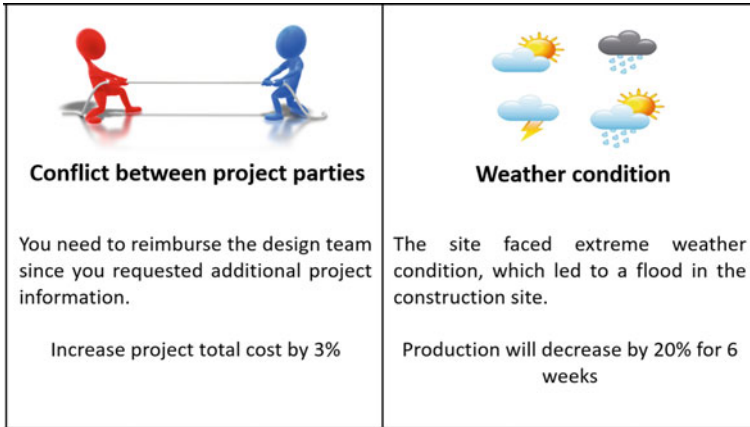 Conflict between project parties
You need to reimburse the design team
since you requested additional project
information.
Increase project total cost by 3%
Weather condition
The site faced extreme weather
condition, which led to a flood in the
construction site.
Production will decrease by 20% for 6
weeks